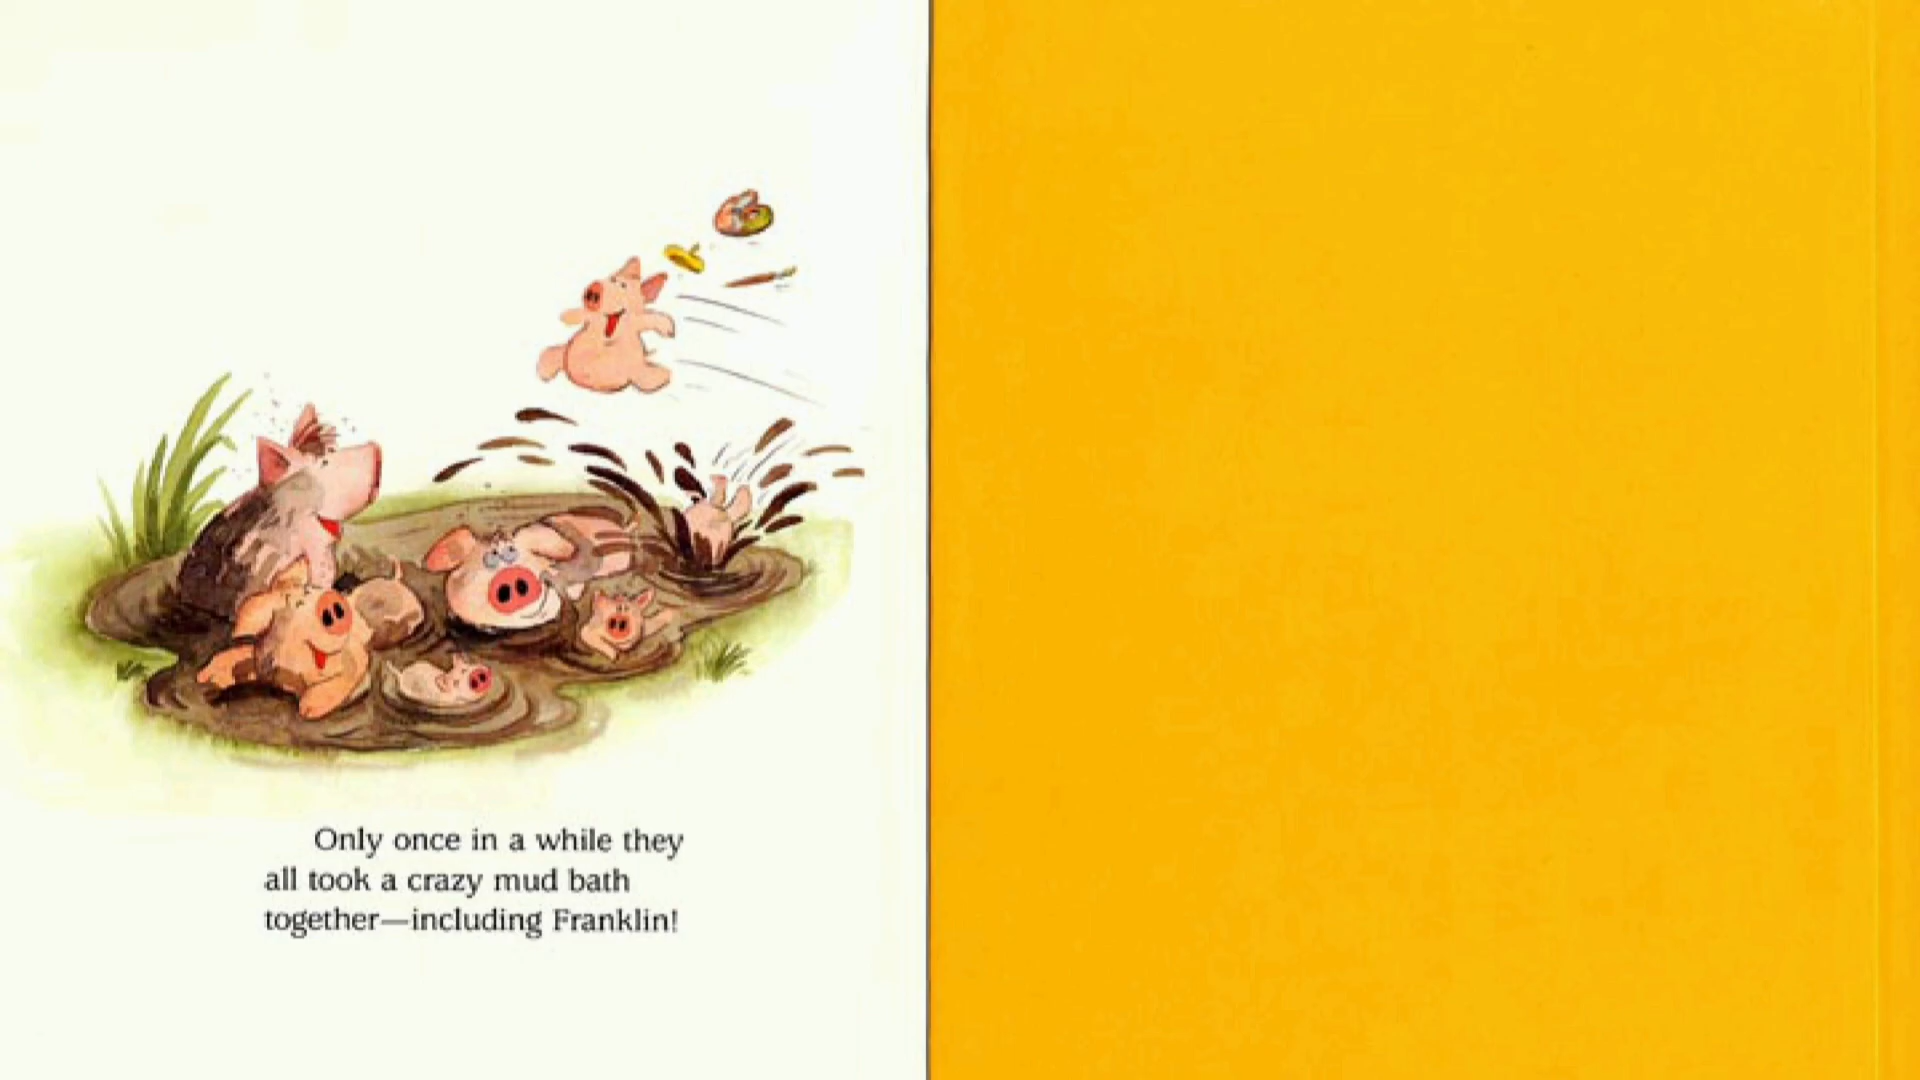 Only once in a while they
all took a crazy mud bath
together—including Franklin!